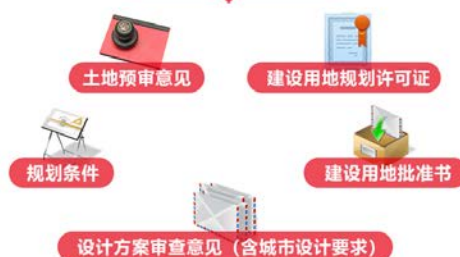 土地预审意见
建设用地规划许可证
规划条件
建设用地批准书
设计方案审查意见（含城市设计要求）